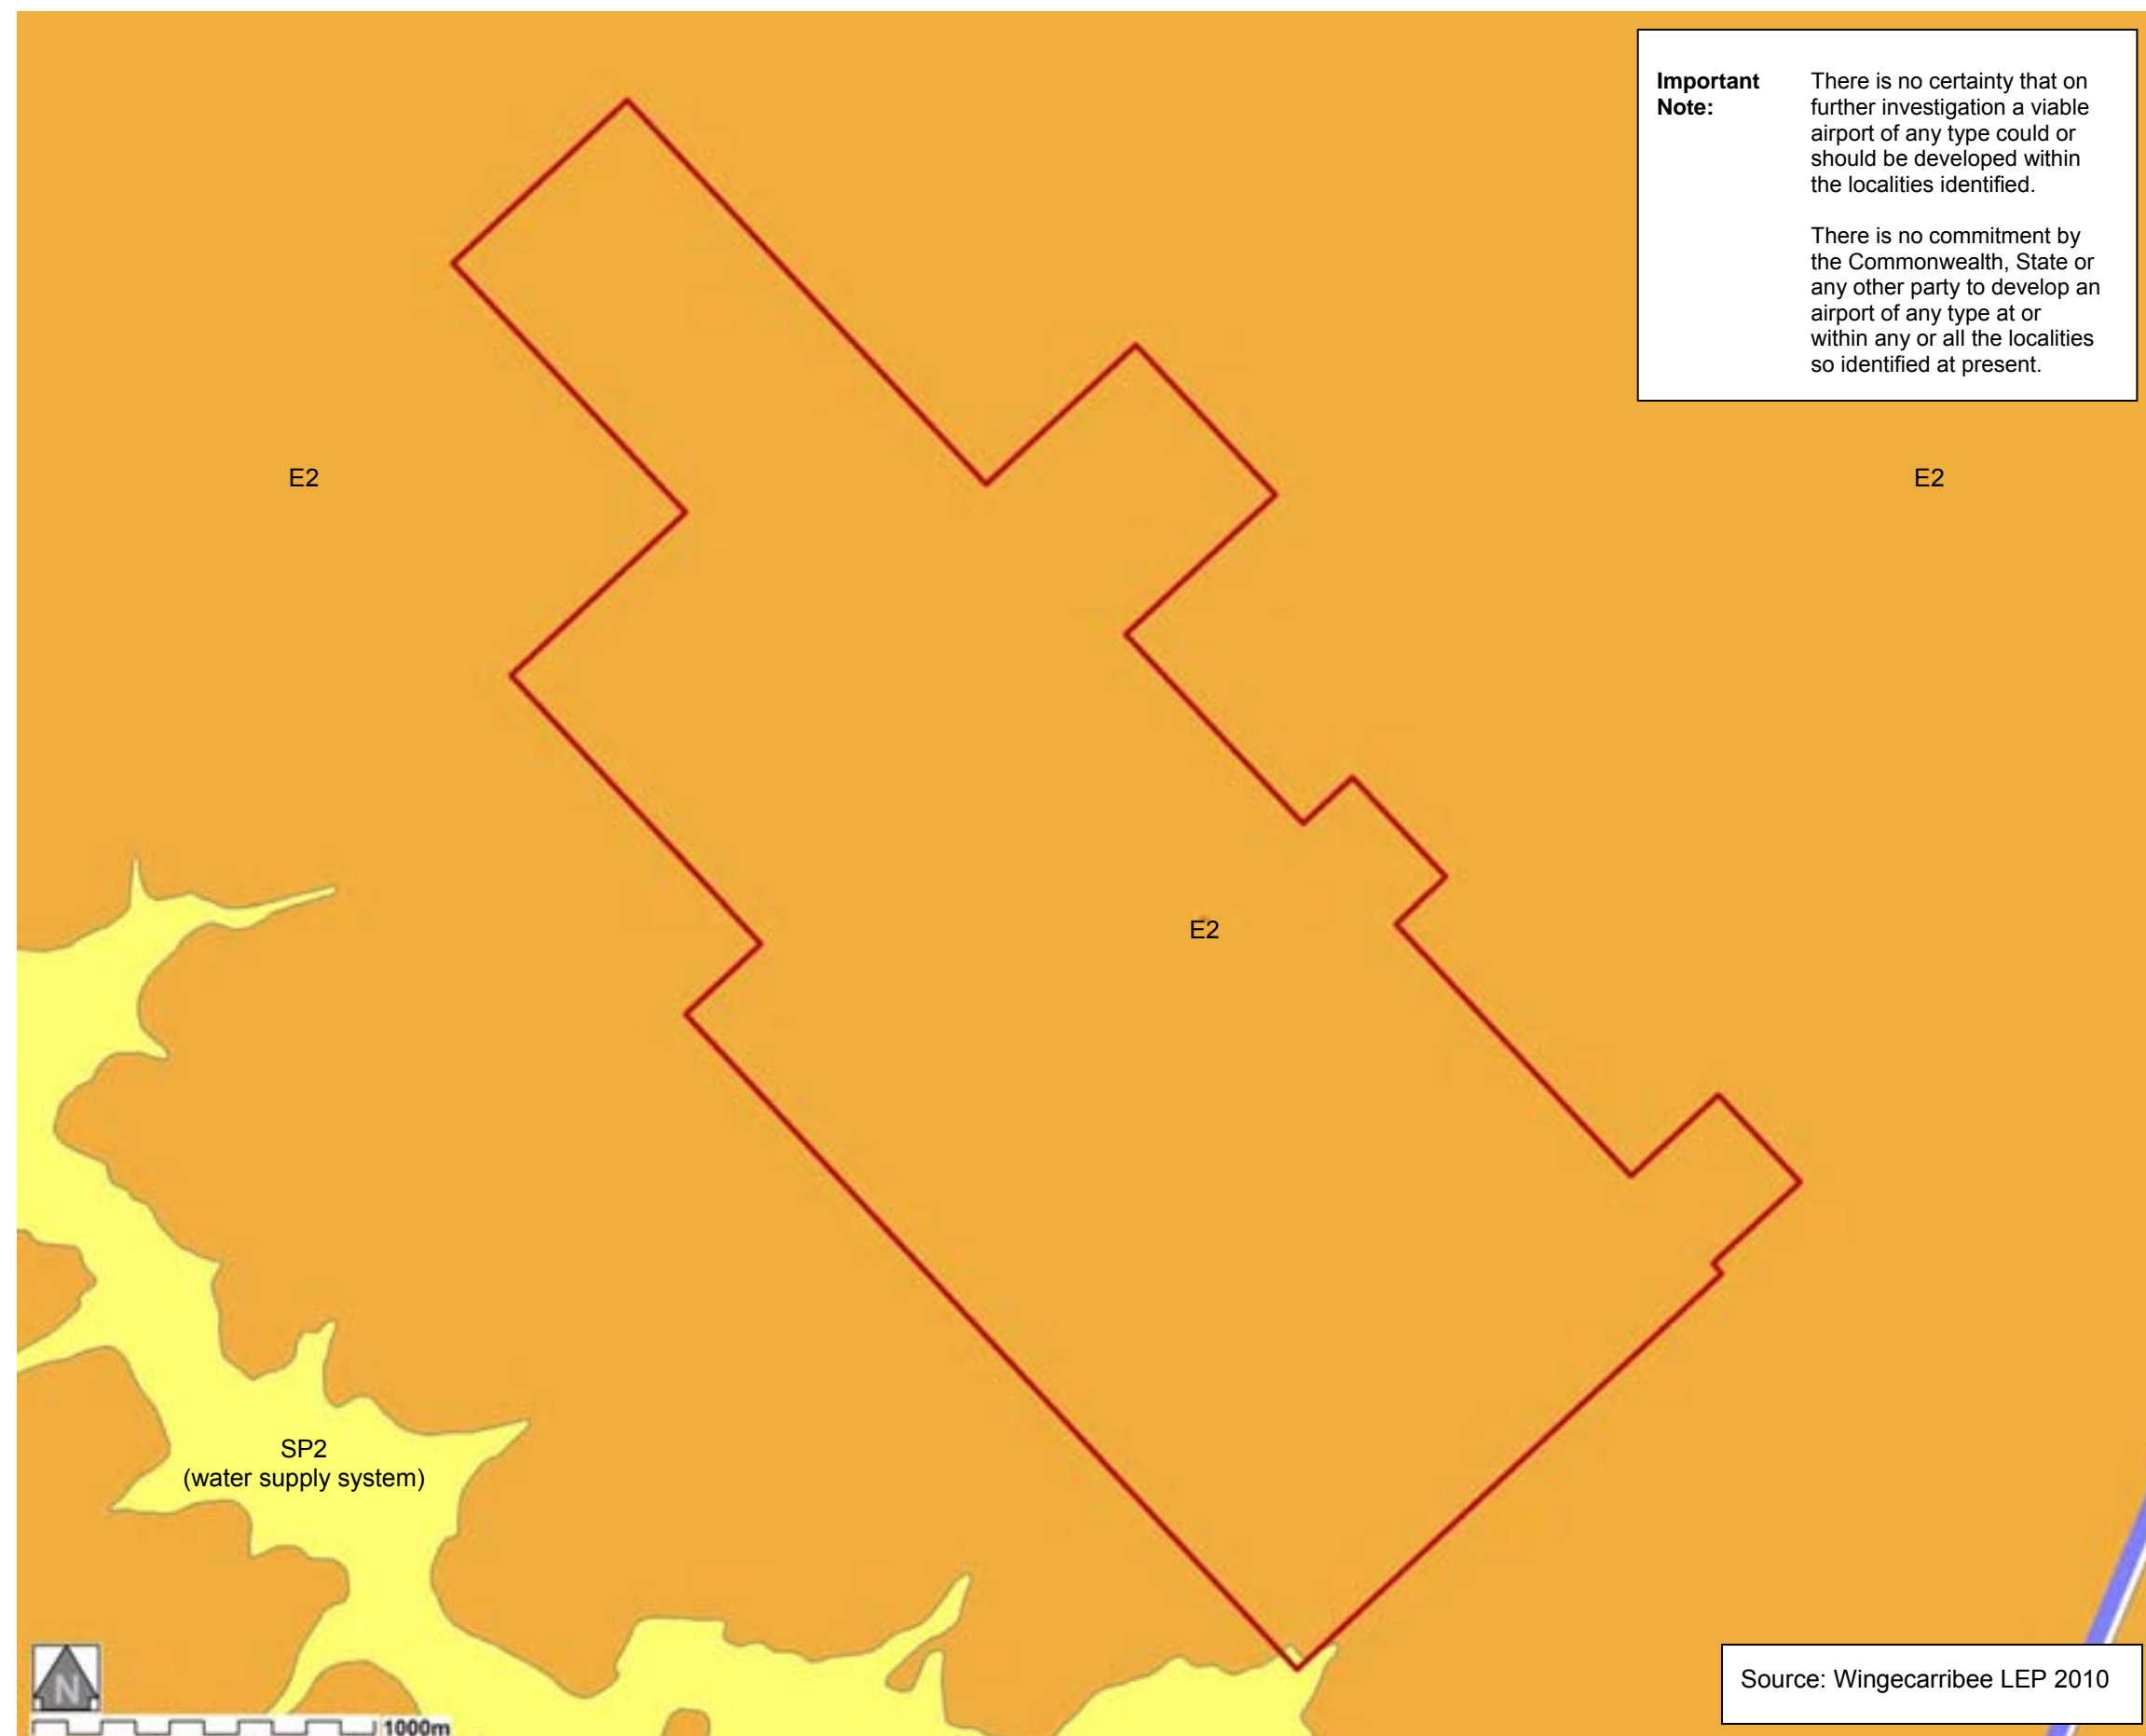 Important
Note:
There is no certainty that on
further investigation a viable
airport of any type could or
should be developed within
the localities identified.
There is no commitment by
the Commonwealth, State or
any other party to develop an
airport of any type at or
within any or all the localities
so identified at present.
E2
E2
E2
SP2
(water supply system)
N
1000m
Source: Wingecarribee LEP 2010